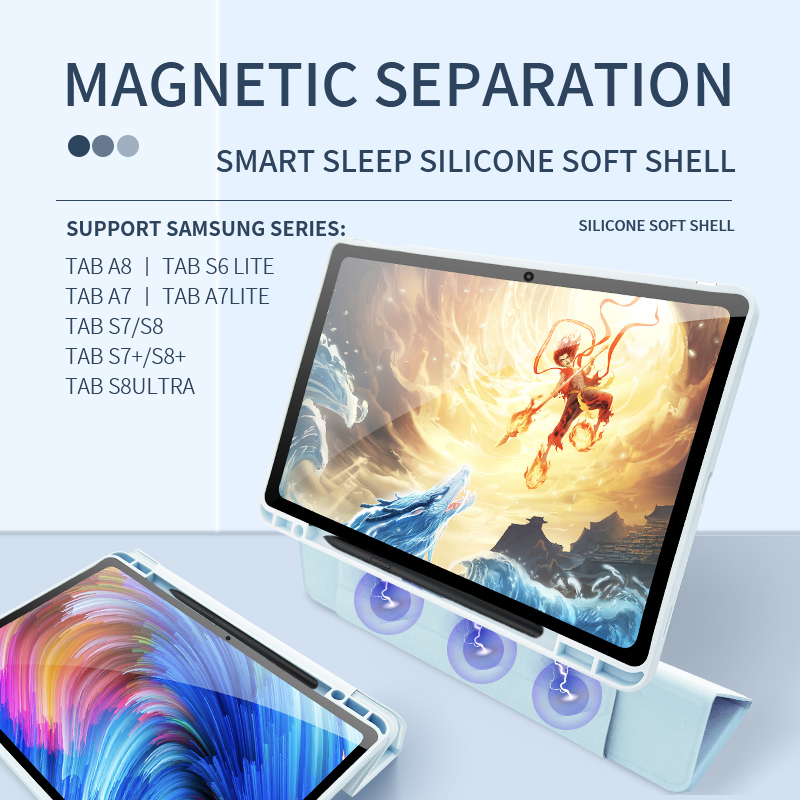 MAGNETIC SEPARATION
SMART SLEEP SILICONE SOFT SHELL
SUPPORT SAMSUNG SERIES:
SILICONE SOFT SHELL
TAB A8 | TAB S6 LITE
TAB A7 | TAB A7LITE
TAB S7/S8
TAB S7+/S8+
TAB S8ULTRA